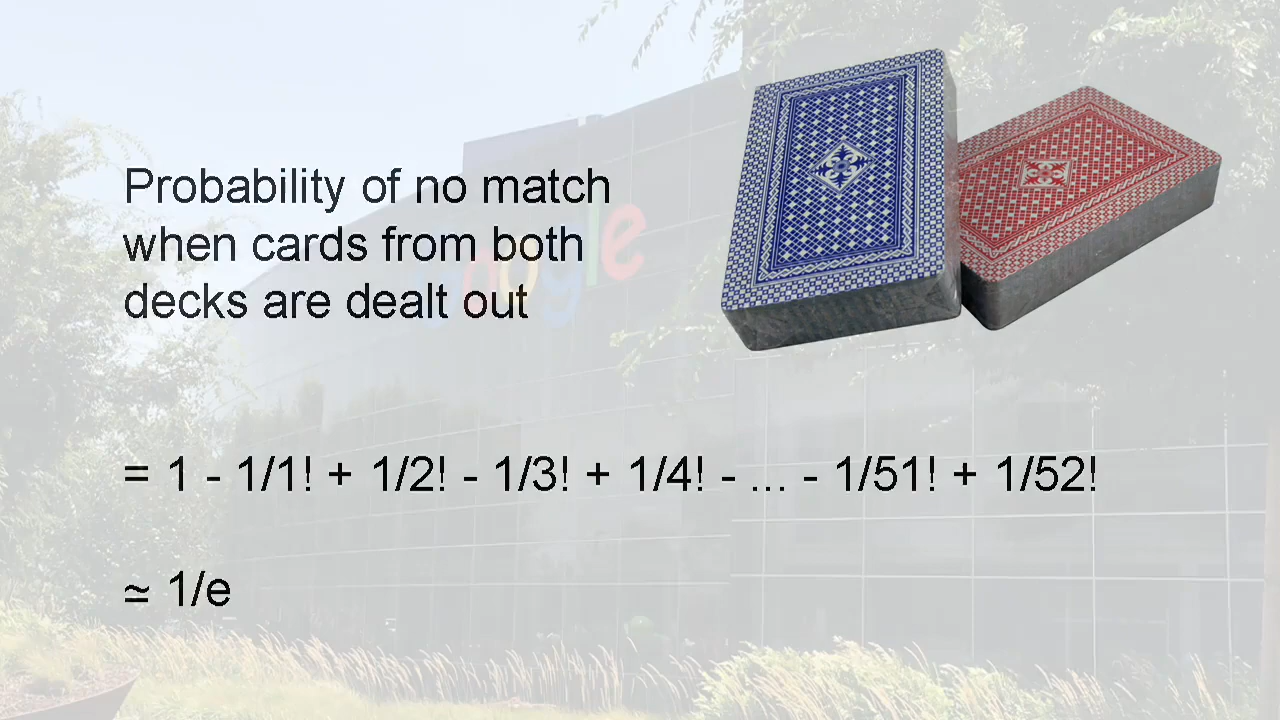 Probability of no match
when cards from both
decks are dealt out
Google
= 1 - 1/1! + 1/2! - 1/3! + 1/4! - ... - 1/51! + 1/52!
≃ 1/e